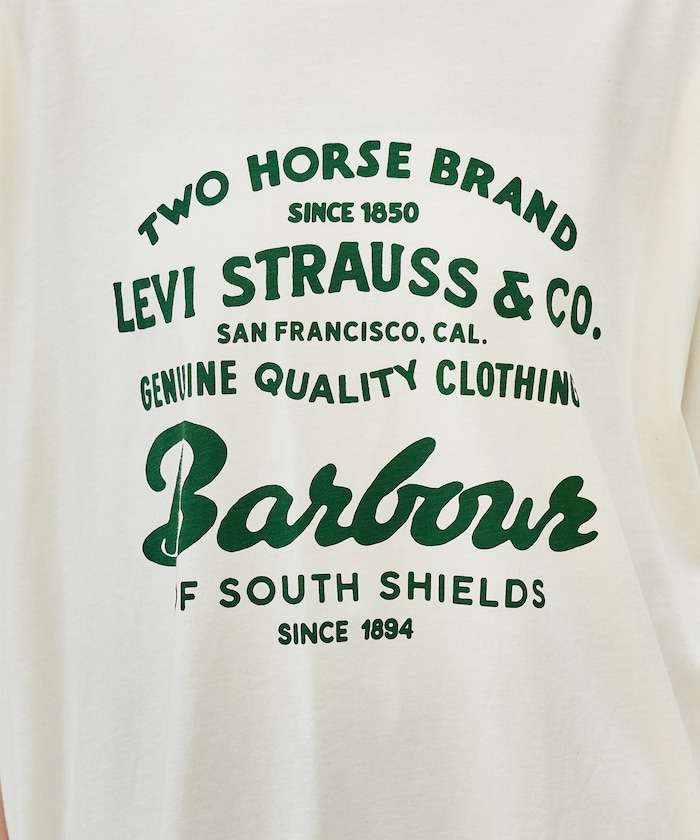 TWO HORSE BRAND
SINCE 1850
LEVI STRAUSS & CO.
SAN FRANCISCO, CAL.
GENUINE QUALITY CLOTHING
Barbour
OF SOUTH SHIELDS
SINCE 1894